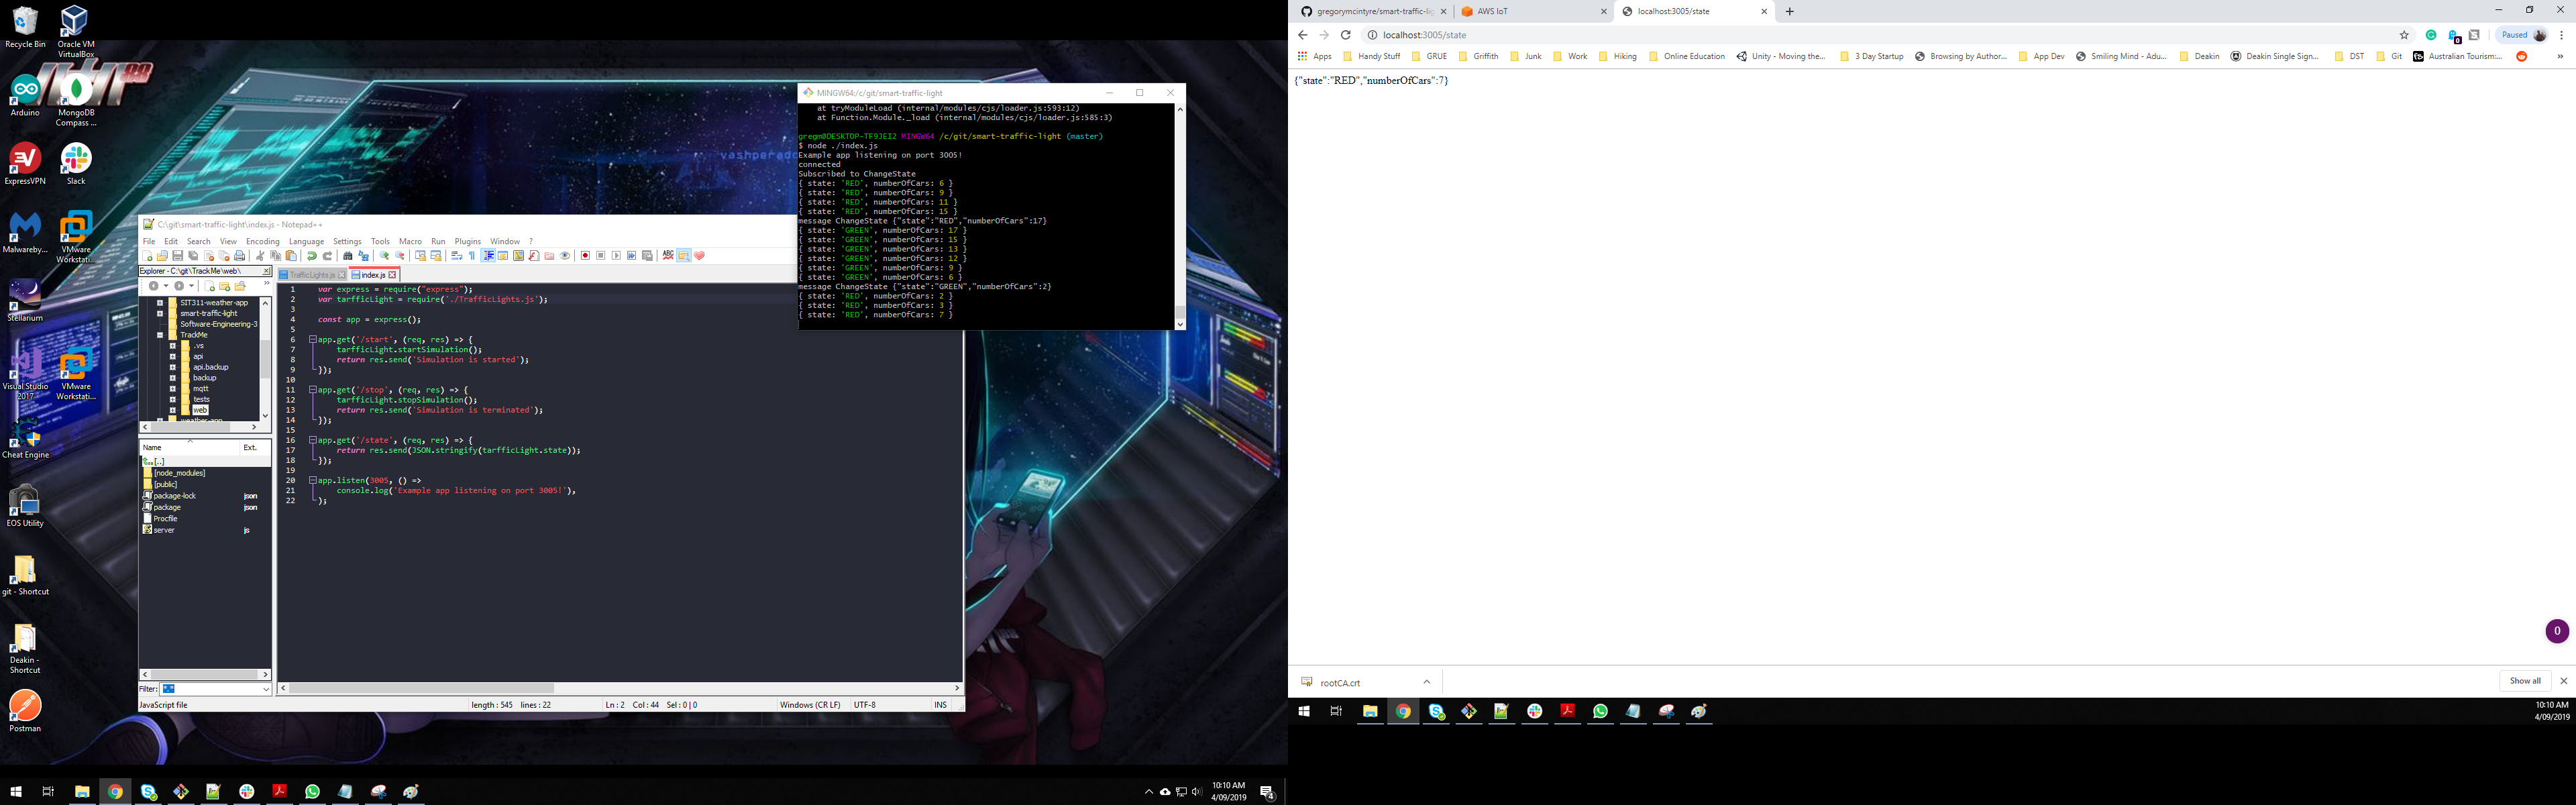 Recycle Bin
Oracle VM
VirtualBox
Arduino
MongoDB
Compass ...
ExpressVPN
Slack
Malwareby...
VMware
Workstati...
Stellarium
Visual Studio
2017
VMware
Workstati...
Cheat Engine
EOS Utility
git - Shortcut
Deakin -
Shortcut
Postman
C:\git\smart-traffic-light\index.js - Notepad++
File Edit Search View Encoding Language Settings Tools Macro Run Plugins Window ?
Explorer - C:\git\TrackMe\web\
SIT311-weather-app
smart-traffic-light
Software-Engineering-3
TrackMe
.vs
api
api.backup
backup
mqtt
tests
web
weather-app
Name Ext.
[..]
[node_modules]
[public]
package-lock json
package json
Procfile
server js
Filter: *.*
TrafficLights.js index.js
1 var express = require("express");
2 var tarfficLight = require('./TrafficLights.js');
3
4 const app = express();
5
6 app.get('/start', (req, res) => {
7 tarfficLight.startSimulation();
8 return res.send('Simulation is started');
9 });
10
11 app.get('/stop', (req, res) => {
12 tarfficLight.stopSimulation();
13 return res.send('Simulation is terminated');
14 });
15
16 app.get('/state', (req, res) => {
17 return res.send(JSON.stringify(tarfficLight.state));
18 });
19
20 app.listen(3005, () =>
21 console.log('Example app listening on port 3005!'),
22 );
JavaScript file length : 545 lines : 22 Ln : 2 Col : 44 Sel : 0 | 0 Windows (CR LF) UTF-8 INS
MINGW64:/c/git/smart-traffic-light
at tryModuleLoad (internal/modules/cjs/loader.js:593:12)
at Function.Module._load (internal/modules/cjs/loader.js:585:3)
gregm@DESKTOP-TF9JEI2 MINGW64 /c/git/smart-traffic-light (master)
$ node ./index.js
Example app listening on port 3005!
connected
Subscribed to ChangeState
{ state: 'RED', numberOfCars: 6 }
{ state: 'RED', numberOfCars: 9 }
{ state: 'RED', numberOfCars: 11 }
{ state: 'RED', numberOfCars: 15 }
message ChangeState {"state":"RED","numberOfCars":17}
{ state: 'GREEN', numberOfCars: 17 }
{ state: 'GREEN', numberOfCars: 15 }
{ state: 'GREEN', numberOfCars: 13 }
{ state: 'GREEN', numberOfCars: 12 }
{ state: 'GREEN', numberOfCars: 9 }
{ state: 'GREEN', numberOfCars: 6 }
message ChangeState {"state":"GREEN","numberOfCars":2}
{ state: 'RED', numberOfCars: 2 }
{ state: 'RED', numberOfCars: 3 }
{ state: 'RED', numberOfCars: 7 }
10:10 AM
4/09/2019
4
gregorymcintyre/smart-traffic-lig
AWS IoT
localhost:3005/state
localhost:3005/state
Paused
Apps Handy Stuff GRUE Griffith Junk Work Hiking Online Education Unity - Moving the... 3 Day Startup Browsing by Author... App Dev Smiling Mind - Adu... Deakin Deakin Single Sign... DST Git Australian Tourism:...
{"state":"RED","numberOfCars":7}
0
rootCA.crt
Show all
10:10 AM
4/09/2019